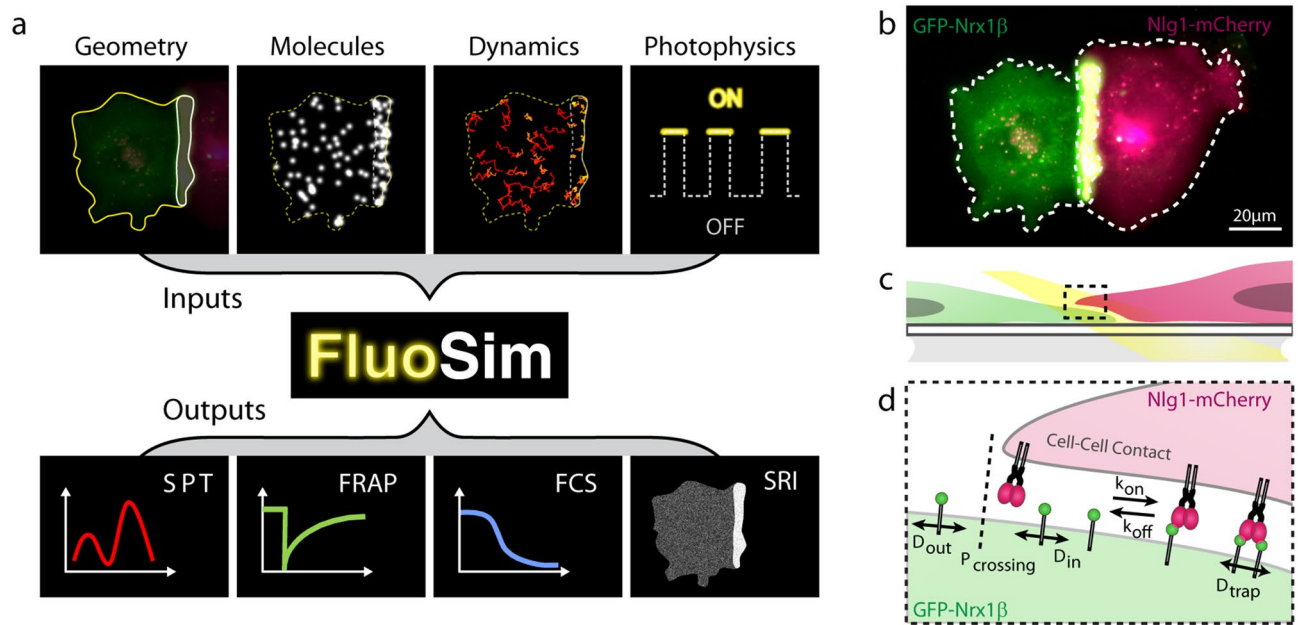 a
Geometry
Molecules
Dynamics
Photophysics
ON
OFF
Inputs
FluoSim
Outputs
SPT
FRAP
FCS
SRI
b
GFP-Nrx1β
Nlg1-mCherry
20µm
c
d
Nlg1-mCherry
Cell-Cell Contact
kon
koff
Dout
Pcrossing
Din
Dtrap
GFP-Nrx1β